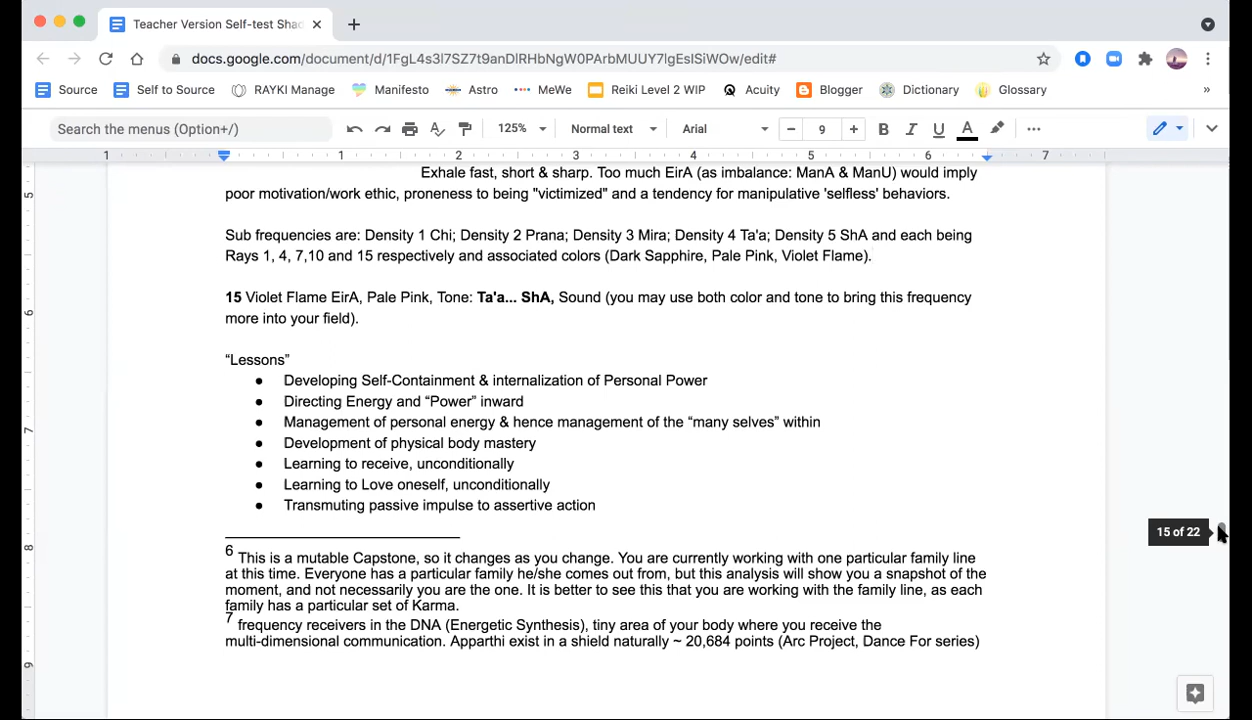 Teacher Version Self-test Shad
docs.google.com/document/d/1FgL4s3l7SZ7t9anDlRHbNgW0PArbMUUY7lgEslSiWOw/edit#
Source Self to Source RAYKI Manage Manifesto Astro MeWe Reiki Level 2 WIP Acuity Blogger Dictionary Glossary »
Search the menus (Option+/) 125% Normal text Arial 9 B I U A
1 1 2 3 4 5 6 7
Exhale fast, short & sharp. Too much EirA (as imbalance: ManA & ManU) would imply
poor motivation/work ethic, proneness to being "victimized" and a tendency for manipulative 'selfless' behaviors.
5
Sub frequencies are: Density 1 Chi; Density 2 Prana; Density 3 Mira; Density 4 Ta'a; Density 5 ShA and each being
Rays 1, 4, 7,10 and 15 respectively and associated colors (Dark Sapphire, Pale Pink, Violet Flame).
15 Violet Flame EirA, Pale Pink, Tone: Ta'a... ShA, Sound (you may use both color and tone to bring this frequency
6
more into your field).
“Lessons”
● Developing Self-Containment & internalization of Personal Power
● Directing Energy and “Power” inward
● Management of personal energy & hence management of the “many selves” within
7
● Development of physical body mastery
● Learning to receive, unconditionally
● Learning to Love oneself, unconditionally
● Transmuting passive impulse to assertive action
15 of 22
8
6 This is a mutable Capstone, so it changes as you change. You are currently working with one particular family line
at this time. Everyone has a particular family he/she comes out from, but this analysis will show you a snapshot of the
moment, and not necessarily you are the one. It is better to see this that you are working with the family line, as each
family has a particular set of Karma.
7 frequency receivers in the DNA (Energetic Synthesis), tiny area of your body where you receive the
multi-dimensional communication. Apparthi exist in a shield naturally ~ 20,684 points (Arc Project, Dance For series)
9